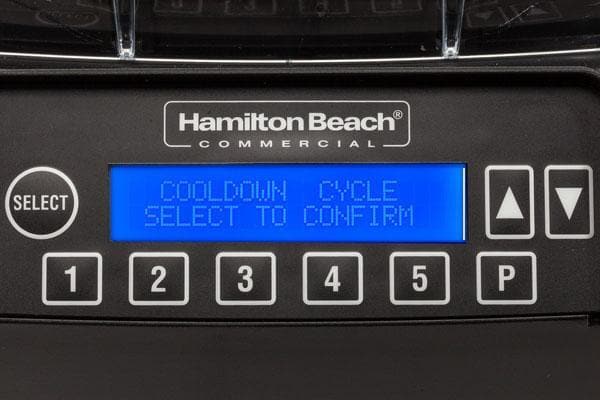 Hamilton Beach®
COMMERCIAL
SELECT
COOLDOWN CYCLE
SELECT TO CONFIRM
1 2 3 4 5 P